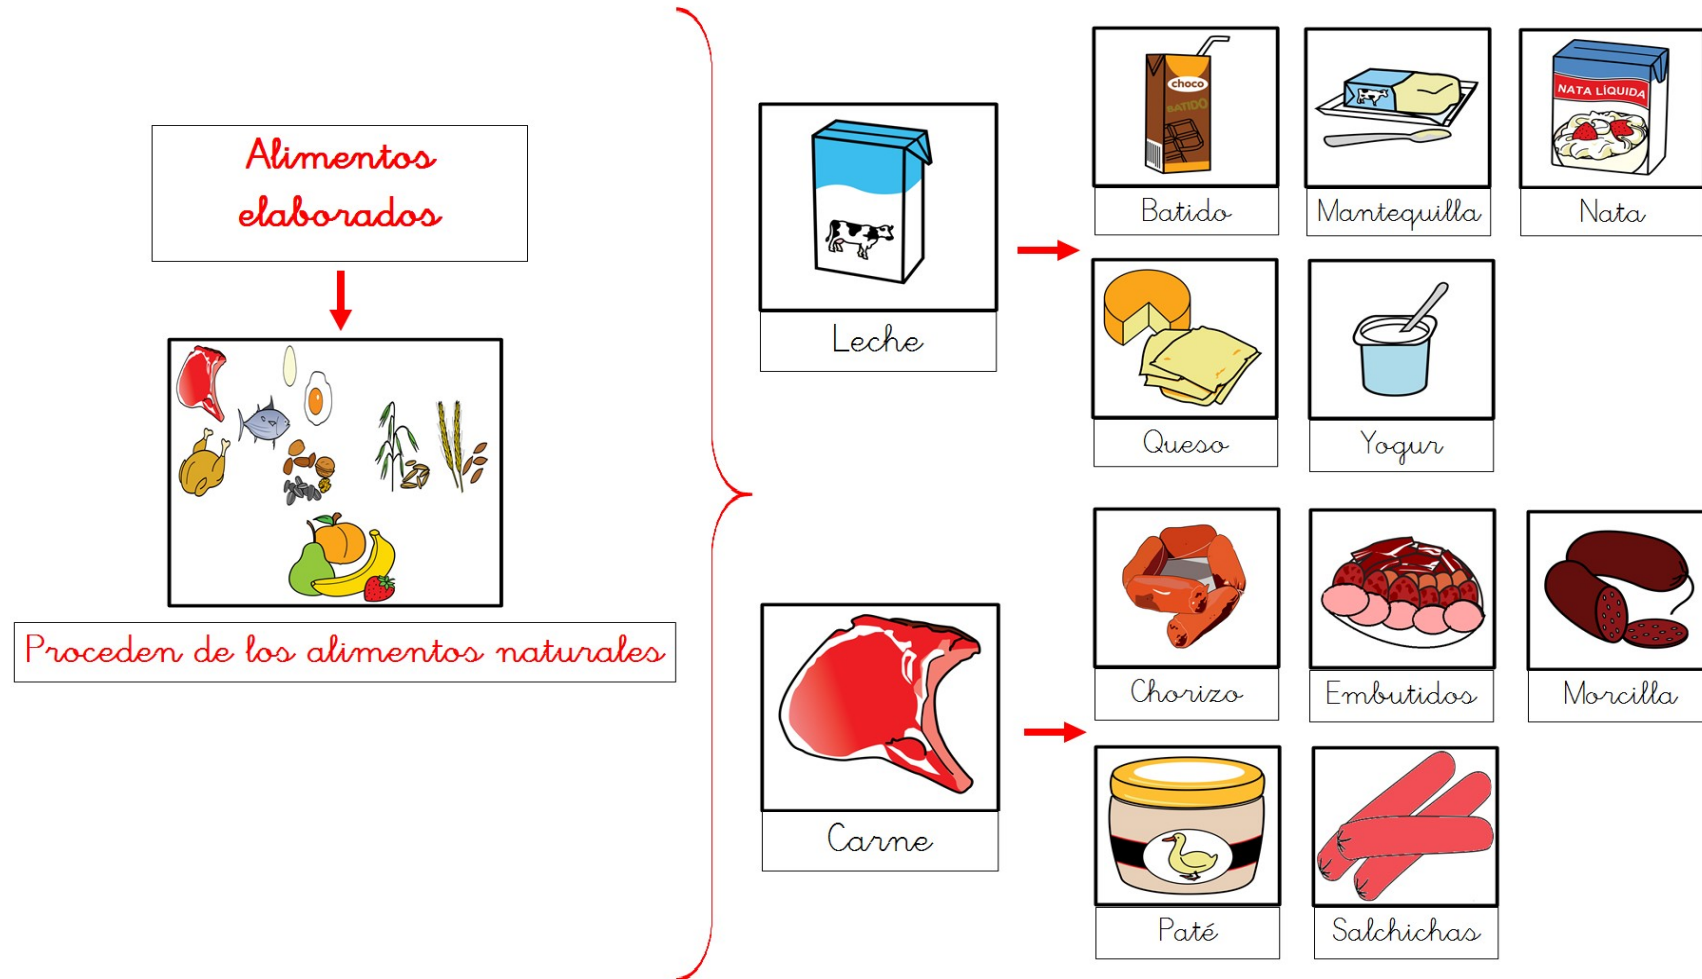 Alimentos
elaborados
Proceden de los alimentos naturales
Leche
choco
BATIDO
Batido
Mantequilla
NATA LÍQUIDA
Nata
Queso
Yogur
Carne
Chorizo
Embutidos
Morcilla
Paté
Salchichas